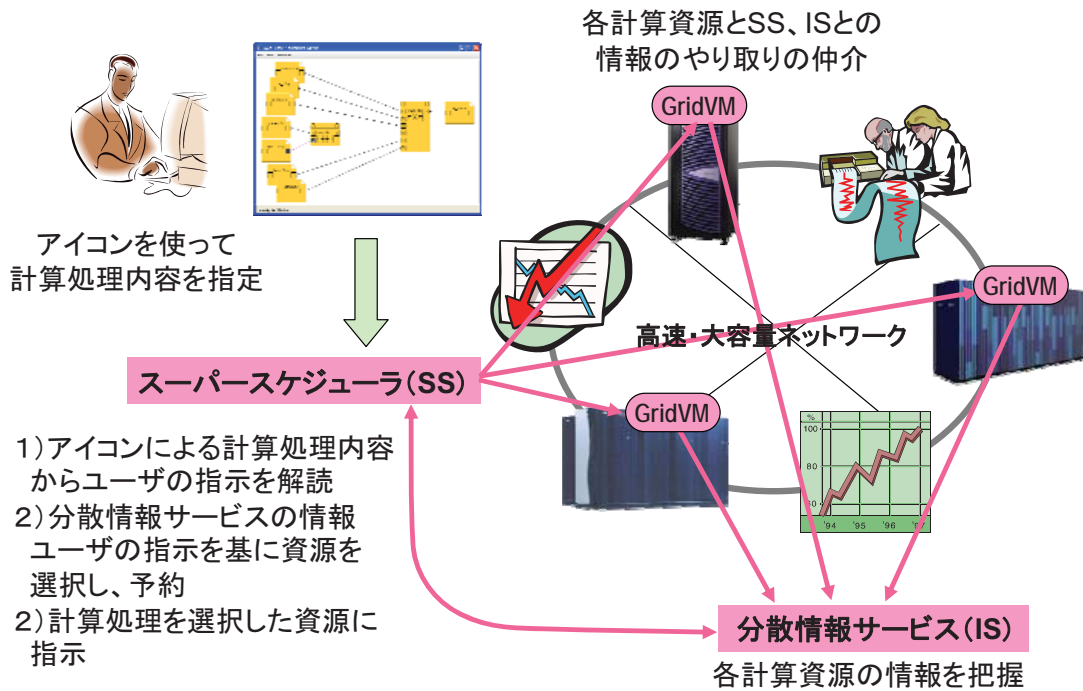 各計算資源とSS、ISとの
情報のやり取りの仲介
GridVM
アイコンを使って
計算処理内容を指定
GridVM
高速・大容量ネットワーク
スーパースケジューラ（SS）
GridVM
1）アイコンによる計算処理内容
からユーザの指示を解読
2）分散情報サービスの情報
ユーザの指示を基に資源を
選択し、予約
2）計算処理を選択した資源に
指示
%
100
80
'94 '95 '96
分散情報サービス（IS）
各計算資源の情報を把握